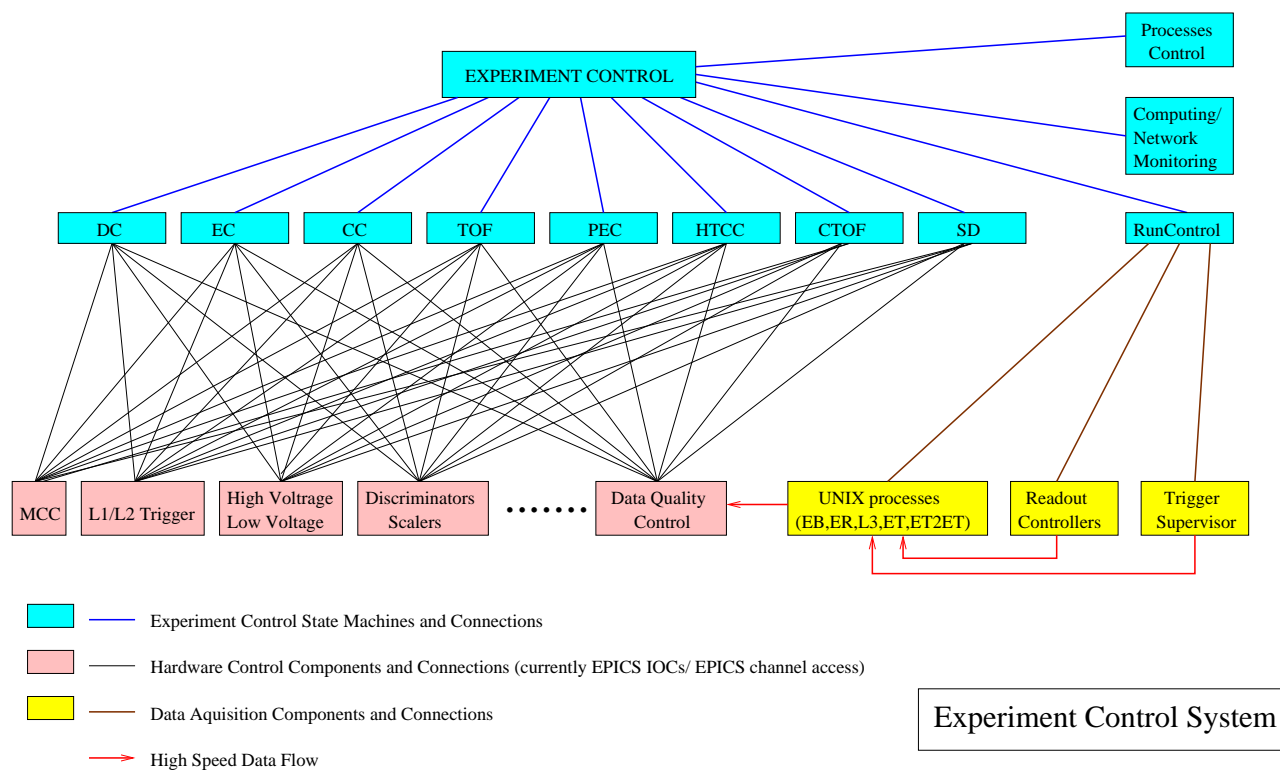 Processes
Control
EXPERIMENT CONTROL
Computing/
Network
Monitoring
DC
EC
CC
TOF
PEC
HTCC
CTOF
SD
RunControl
MCC
L1/L2 Trigger
High Voltrage
Low Voltage
Discriminators
Scalers
Data Quality
Control
UNIX processes
(EB,ER,L3,ET,ET2ET)
Readout
Controllers
Trigger
Supervisor
Experiment Control State Machines and Connections
Hardware Control Components and Connections (currently EPICS IOCs/ EPICS channel access)
Data Aquisition Components and Connections
High Speed Data Flow
Experiment Control System